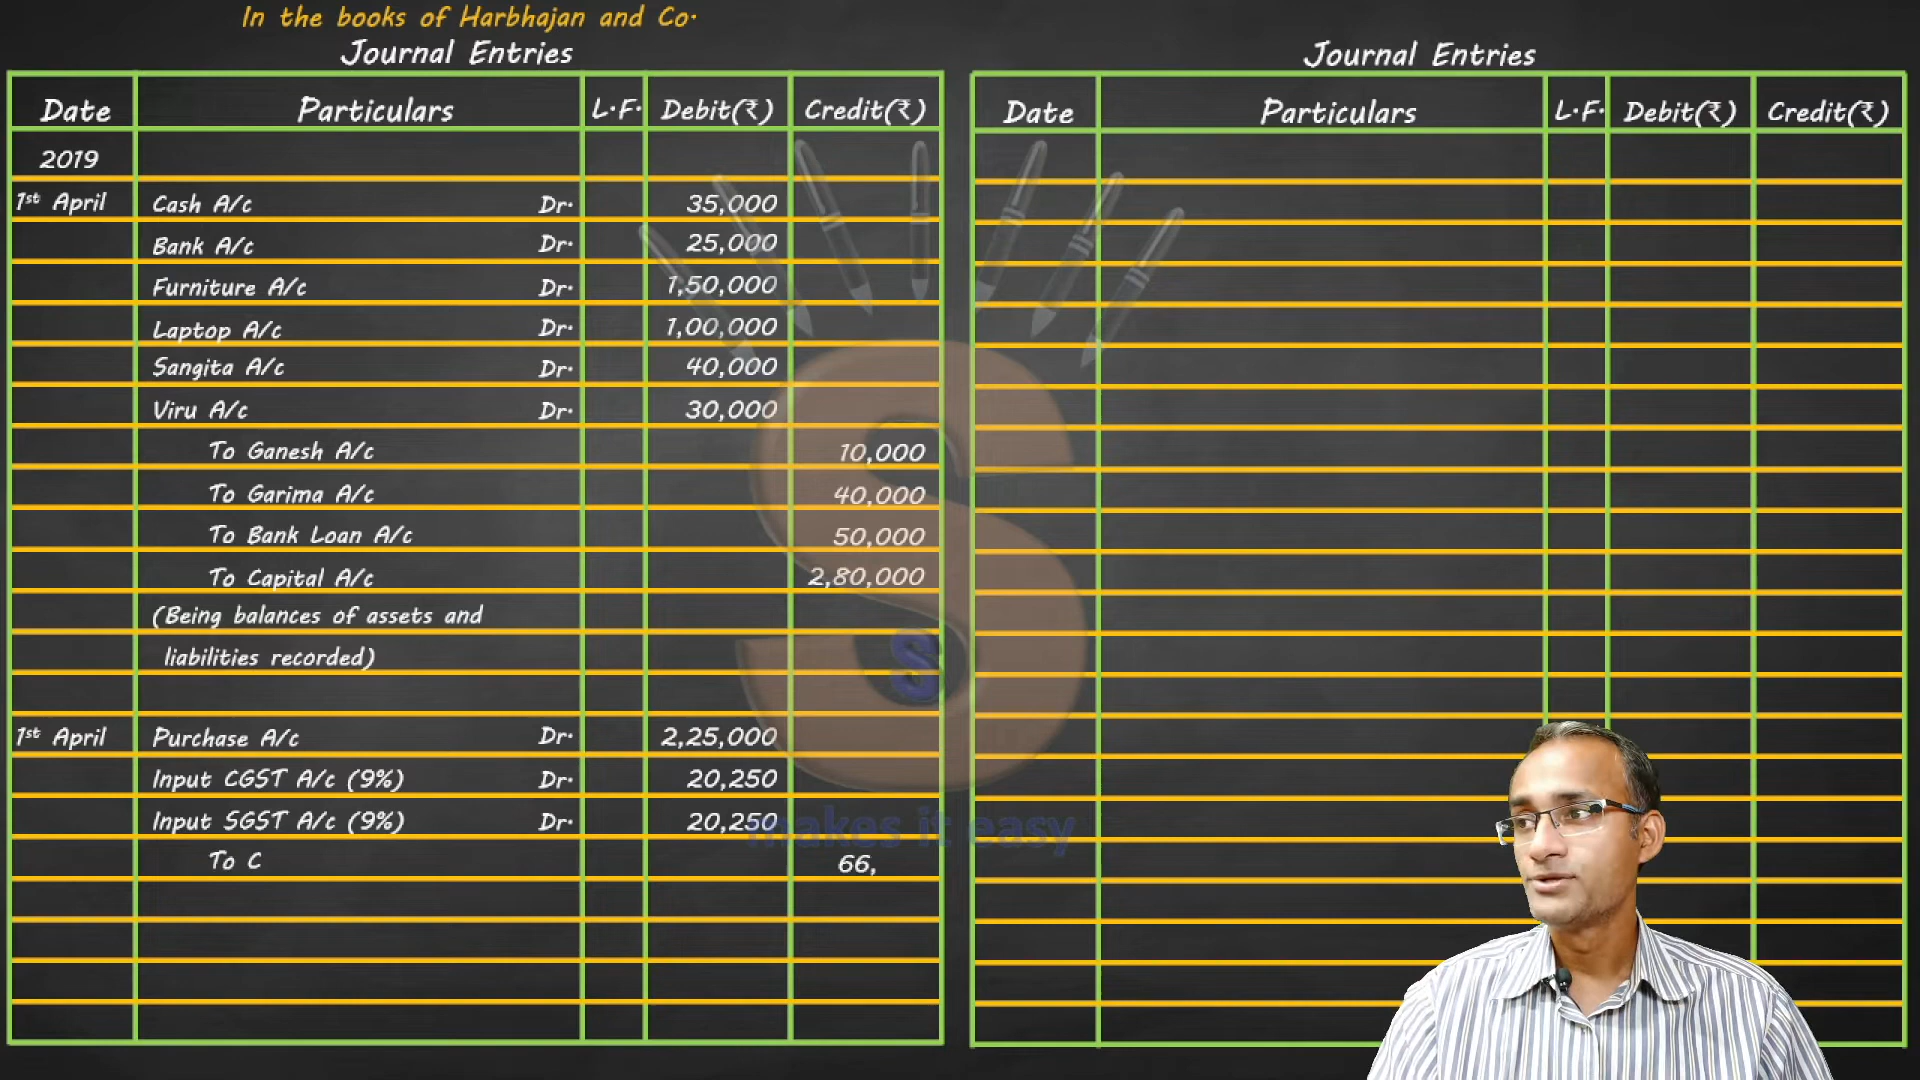 In the books of Harbhajan and Co.
Journal Entries
Date Particulars L.F. Debit(₹) Credit(₹)
2019
1st April Cash A/c Dr. 35,000
Bank A/c Dr. 25,000
Furniture A/c Dr. 1,50,000
Laptop A/c Dr. 1,00,000
Sangita A/c Dr. 40,000
Viru A/c Dr. 30,000
To Ganesh A/c 10,000
To Garima A/c 40,000
To Bank Loan A/c 50,000
To Capital A/c 2,80,000
(Being balances of assets and
liabilities recorded)
1st April Purchase A/c Dr. 2,25,000
Input CGST A/c (9%) Dr. 20,250
Input SGST A/c (9%) Dr. 20,250
To C 66,
Journal Entries
Date Particulars L.F. Debit(₹) Credit(₹)
S
S
makes it easy